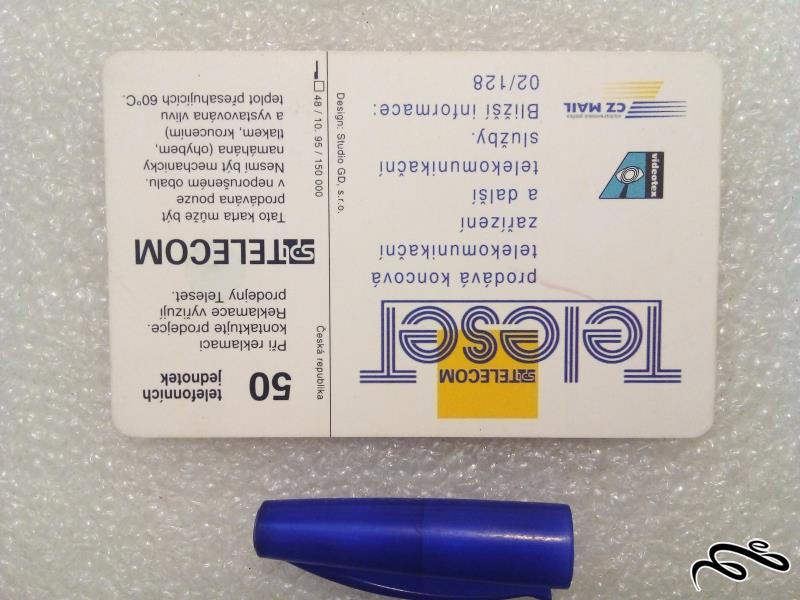 50 telefonních
jednotek
Při reklamaci
kontaktujte prodejce.
Reklamace vyřizují
prodejny Teleset.
SPT TELECOM
Tato karta může být
prodávána pouze
v neporušeném obalu.
Nesmí být mechanicky
namáhána (ohybem,
tlakem, kroucením)
a vystavována vlivu
teplot přesahujících 60°C.
Česká republika
48 / 10. 95 / 150 000
Design: Studio GD, s.r.o.
SPT TELECOM
Teleset
prodává koncová
telekomunikační
zařízení
a další
telekomunikační
služby.
Bližší informace:
02/128
videotex
CZ MAIL
elektronická pošta